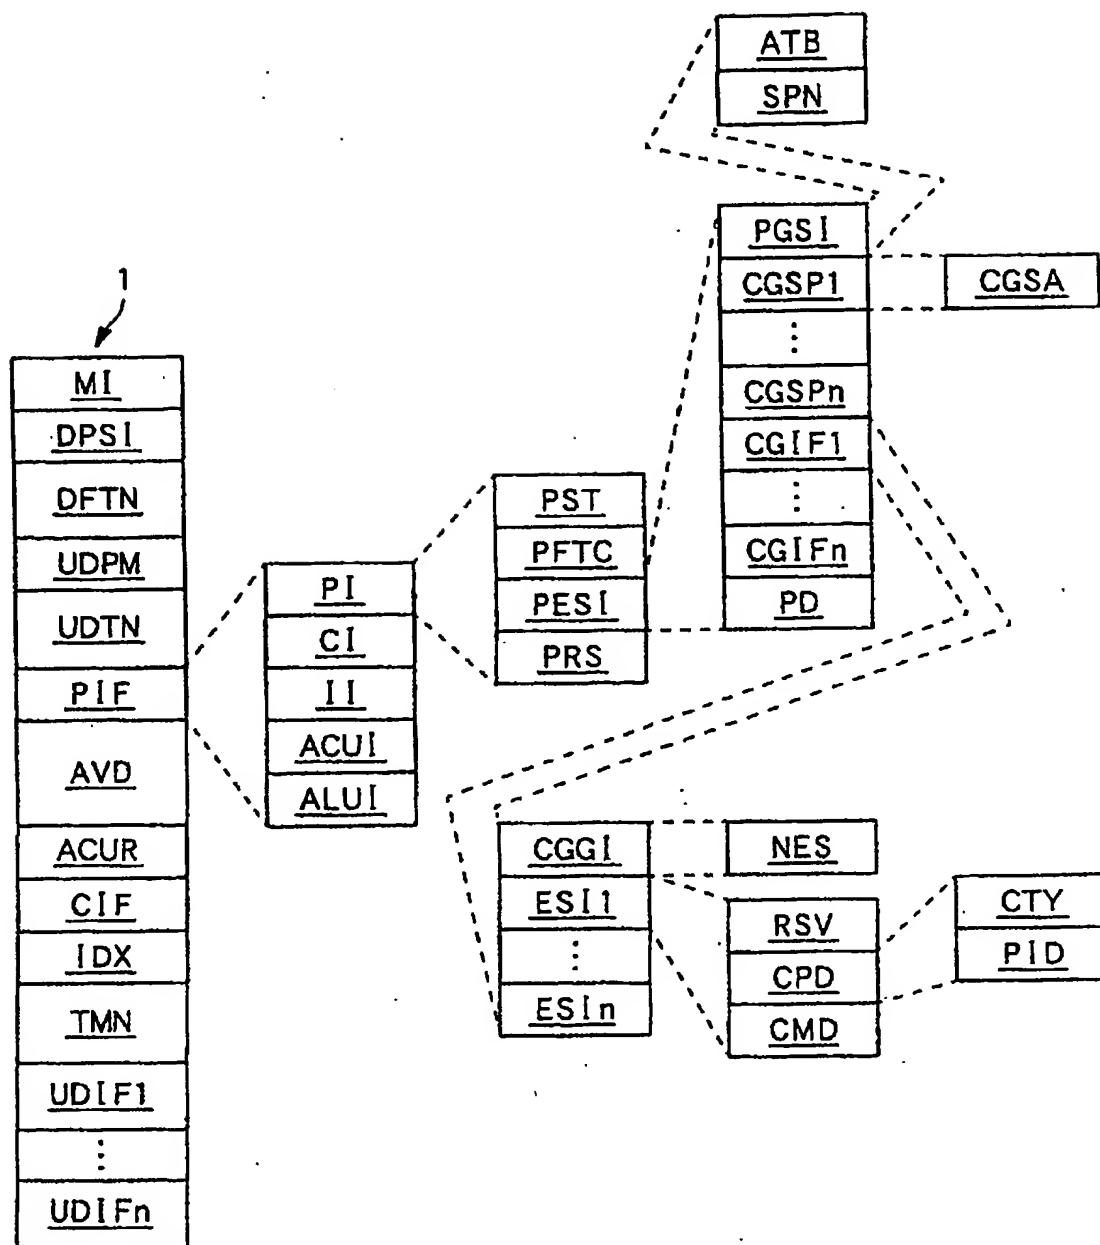 1
MI
DPSI
DFTN
UDPM
UDTN
PIF
AVD
ACUR
CIF
IDX
TMN
UDIF1
⋮
UDIFn
PI
CI
II
ACUI
ALUI
PST
PFTC
PESI
PRS
ATB
SPN
PGSI
CGSP1
⋮
CGSPn
CGIF1
⋮
CGIFn
PD
CGSA
CGGI
ESI1
⋮
ESIn
NES
RSV
CPD
CMD
CTY
PID